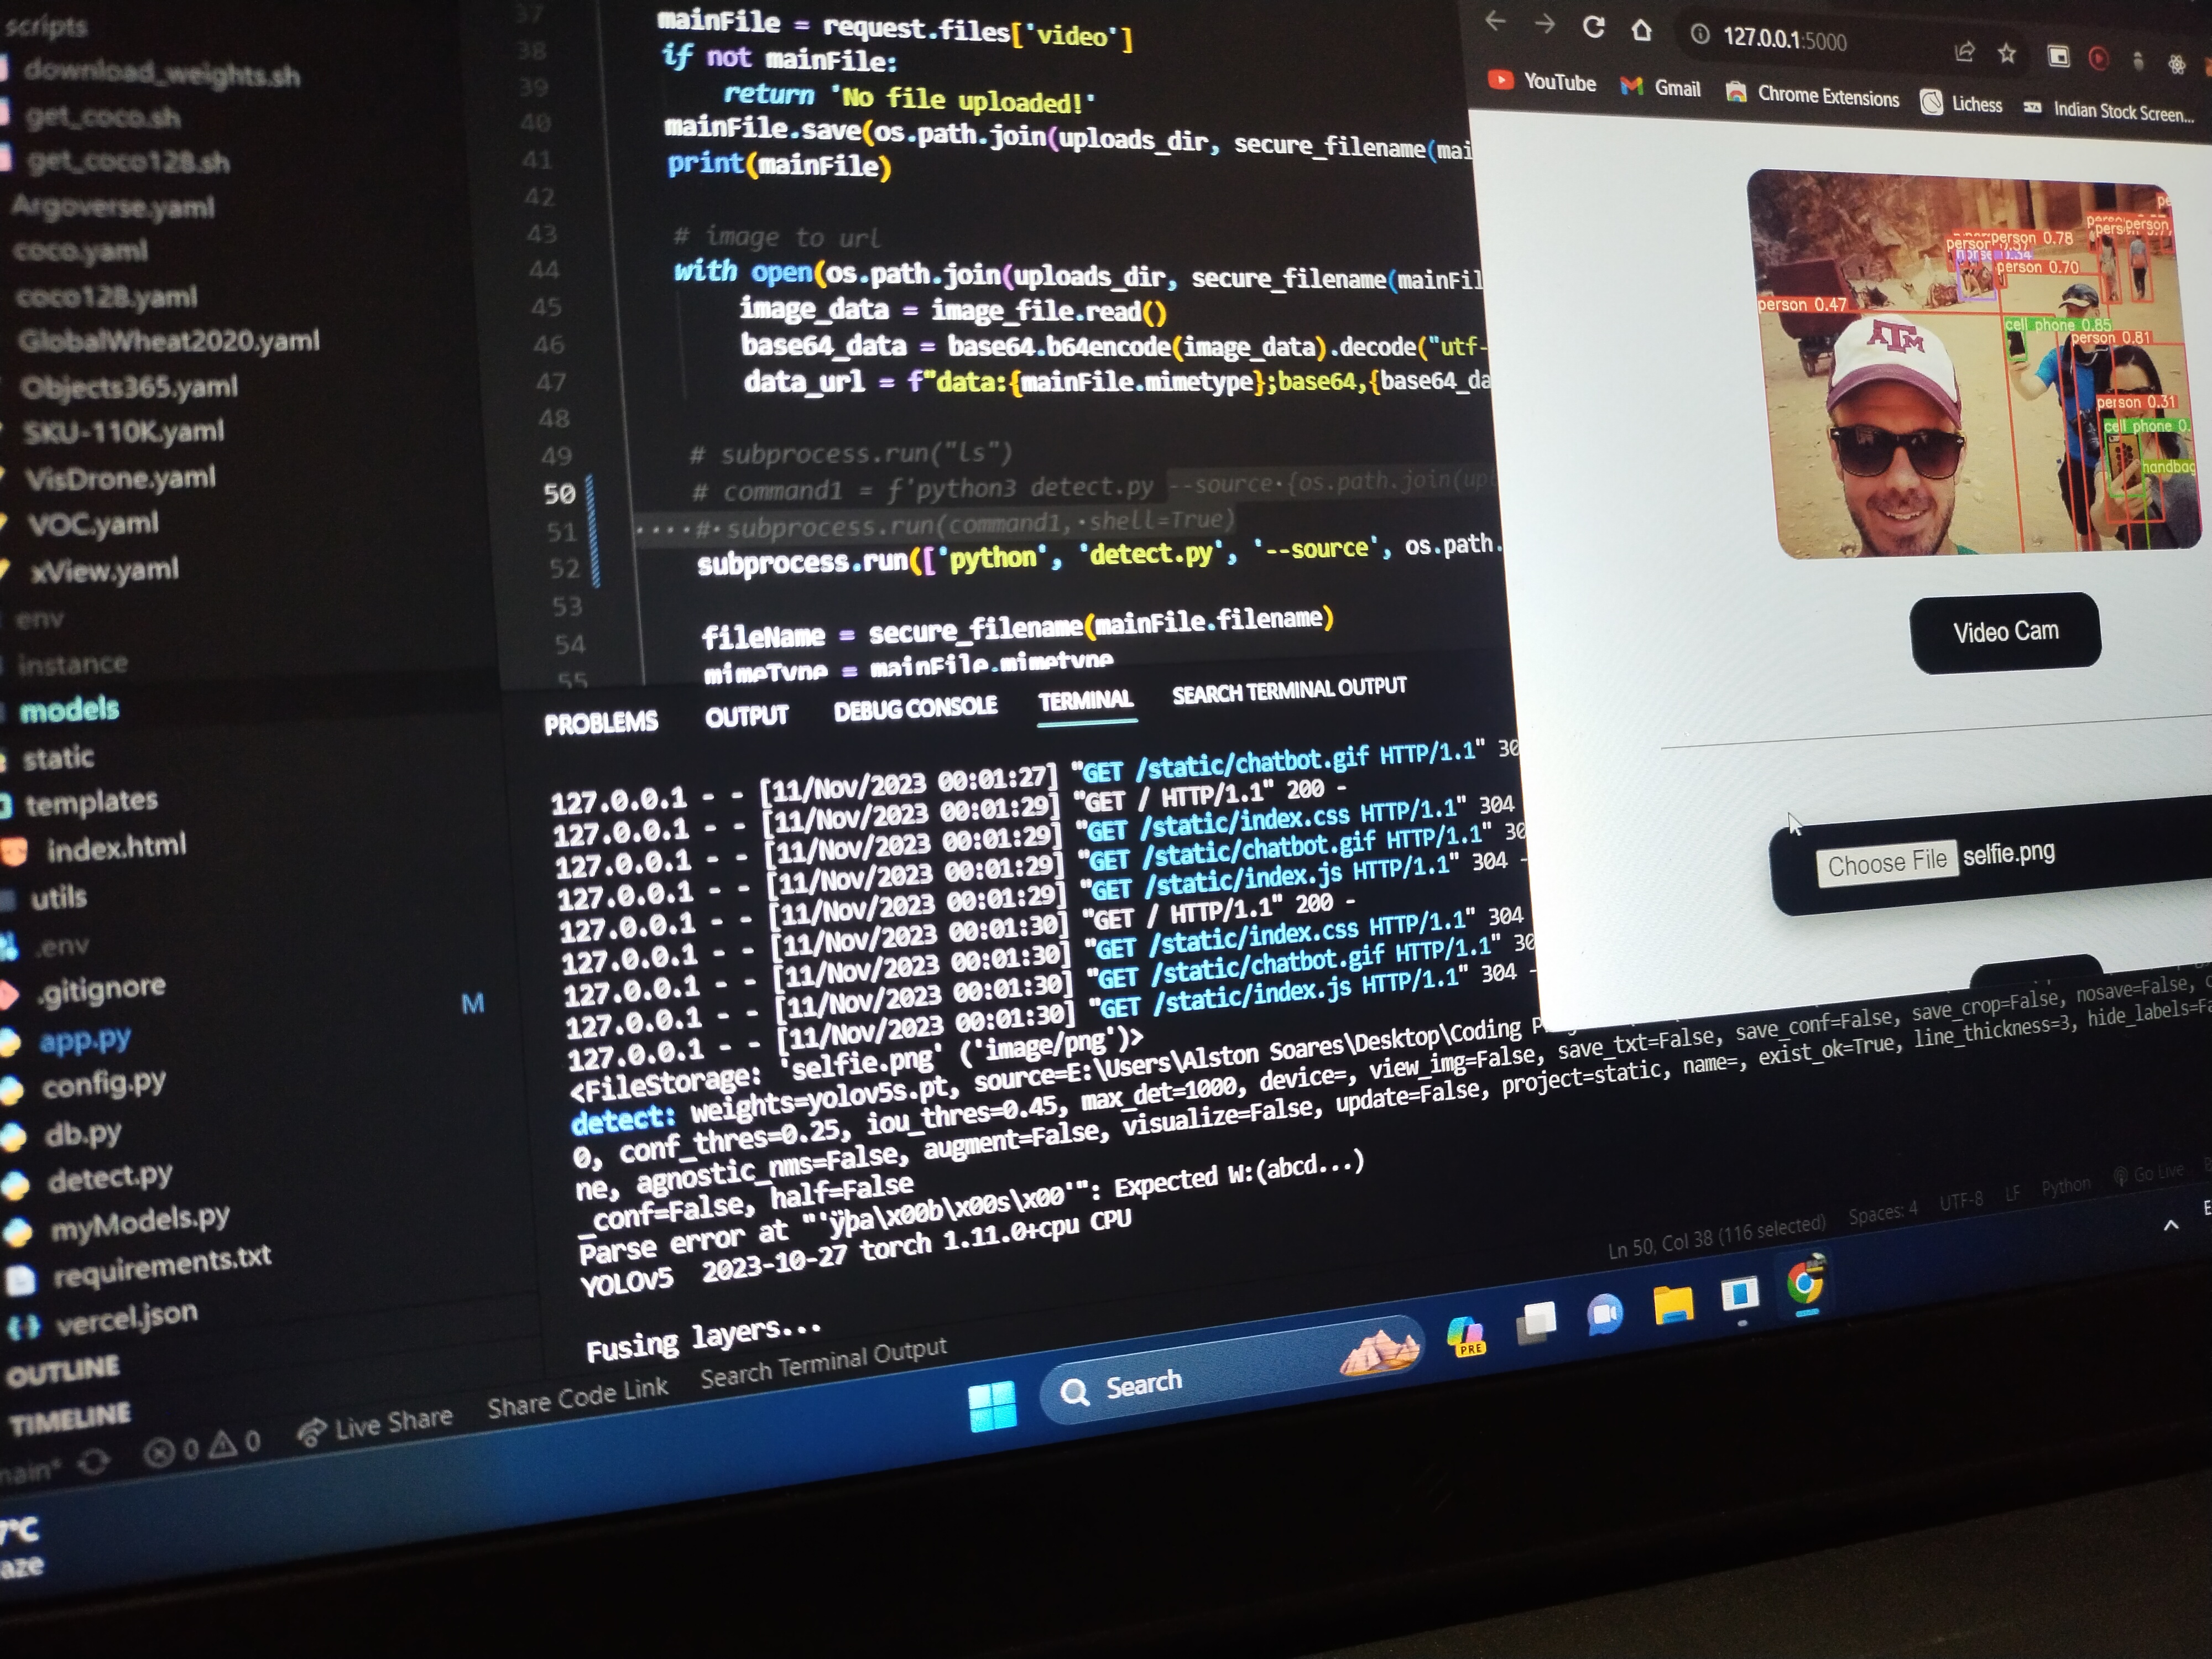 scripts
download_weights.sh
get_coco.sh
get_coco128.sh
Argoverse.yaml
coco.yaml
coco128.yaml
GlobalWheat2020.yaml
Objects365.yaml
SKU-110K.yaml
VisDrone.yaml
VOC.yaml
xView.yaml
env
instance
models
static
templates
index.html
utils
.env
.gitignore
app.py M
config.py
db.py
detect.py
myModels.py
requirements.txt
vercel.json
OUTLINE
TIMELINE
37 mainFile = request.files['video']
38 if not mainFile:
39 return 'No file uploaded!'
40 mainFile.save(os.path.join(uploads_dir, secure_filename(mai
41 print(mainFile)
42
43 # image to url
44 with open(os.path.join(uploads_dir, secure_filename(mainFil
45 image_data = image_file.read()
46 base64_data = base64.b64encode(image_data).decode("utf-
47 data_url = f"data:{mainFile.mimetype};base64,{base64_da
48
49 # subprocess.run("ls")
50 # command1 = f'python3 detect.py --source {os.path.join(up
51 # subprocess.run(command1, shell=True)
52 subprocess.run(['python', 'detect.py', '--source', os.path.
53
54 fileName = secure_filename(mainFile.filename)
55 mimeType = mainFile.mimetype
PROBLEMS OUTPUT DEBUG CONSOLE TERMINAL SEARCH TERMINAL OUTPUT
127.0.0.1 - - [11/Nov/2023 00:01:27] "GET /static/chatbot.gif HTTP/1.1" 30
127.0.0.1 - - [11/Nov/2023 00:01:29] "GET / HTTP/1.1" 200 -
127.0.0.1 - - [11/Nov/2023 00:01:29] "GET /static/index.css HTTP/1.1" 304
127.0.0.1 - - [11/Nov/2023 00:01:29] "GET /static/chatbot.gif HTTP/1.1" 30
127.0.0.1 - - [11/Nov/2023 00:01:29] "GET /static/index.js HTTP/1.1" 304 -
127.0.0.1 - - [11/Nov/2023 00:01:30] "GET / HTTP/1.1" 200 -
127.0.0.1 - - [11/Nov/2023 00:01:30] "GET /static/index.css HTTP/1.1" 304
127.0.0.1 - - [11/Nov/2023 00:01:30] "GET /static/chatbot.gif HTTP/1.1" 30
127.0.0.1 - - [11/Nov/2023 00:01:30] "GET /static/index.js HTTP/1.1" 304 -
<FileStorage: 'selfie.png' ('image/png')>
detect: weights=yolov5s.pt, source=E:\Users\Alston Soares\Desktop\Coding P
0, conf_thres=0.25, iou_thres=0.45, max_det=1000, device=, view_img=False, save_txt=False, save_conf=False, save_crop=False, nosave=False,
ne, agnostic_nms=False, augment=False, visualize=False, update=False, project=static, name=, exist_ok=True, line_thickness=3, hide_labels=Fa
_conf=False, half=False
Parse error at "'ÿþa\x00b\x00s\x00'": Expected W:(abcd...)
YOLOv5 2023-10-27 torch 1.11.0+cpu CPU
Fusing layers...
127.0.0.1:5000
YouTube Gmail Chrome Extensions Lichess Indian Stock Screen...
person 0.78
person 0.70
person 0.47
cell phone 0.85
person 0.81
person 0.31
cell phone 0.
handbag
ATM
Video Cam
Choose File selfie.png
main* 0 0 Live Share Share Code Link Search Terminal Output
Ln 50, Col 38 (116 selected) Spaces: 4 UTF-8 LF Python Go Live
Search
PRE
7°C
aze